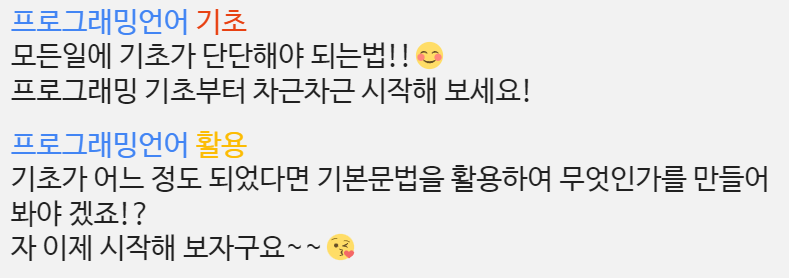 프로그래밍언어 기초
모든일에 기초가 단단해야 되는법!!😊
프로그래밍 기초부터 차근차근 시작해 보세요!
프로그래밍언어 활용
기초가 어느 정도 되었다면 기본문법을 활용하여 무엇인가를 만들어
봐야 겠죠!?
자 이제 시작해 보자구요~~😘